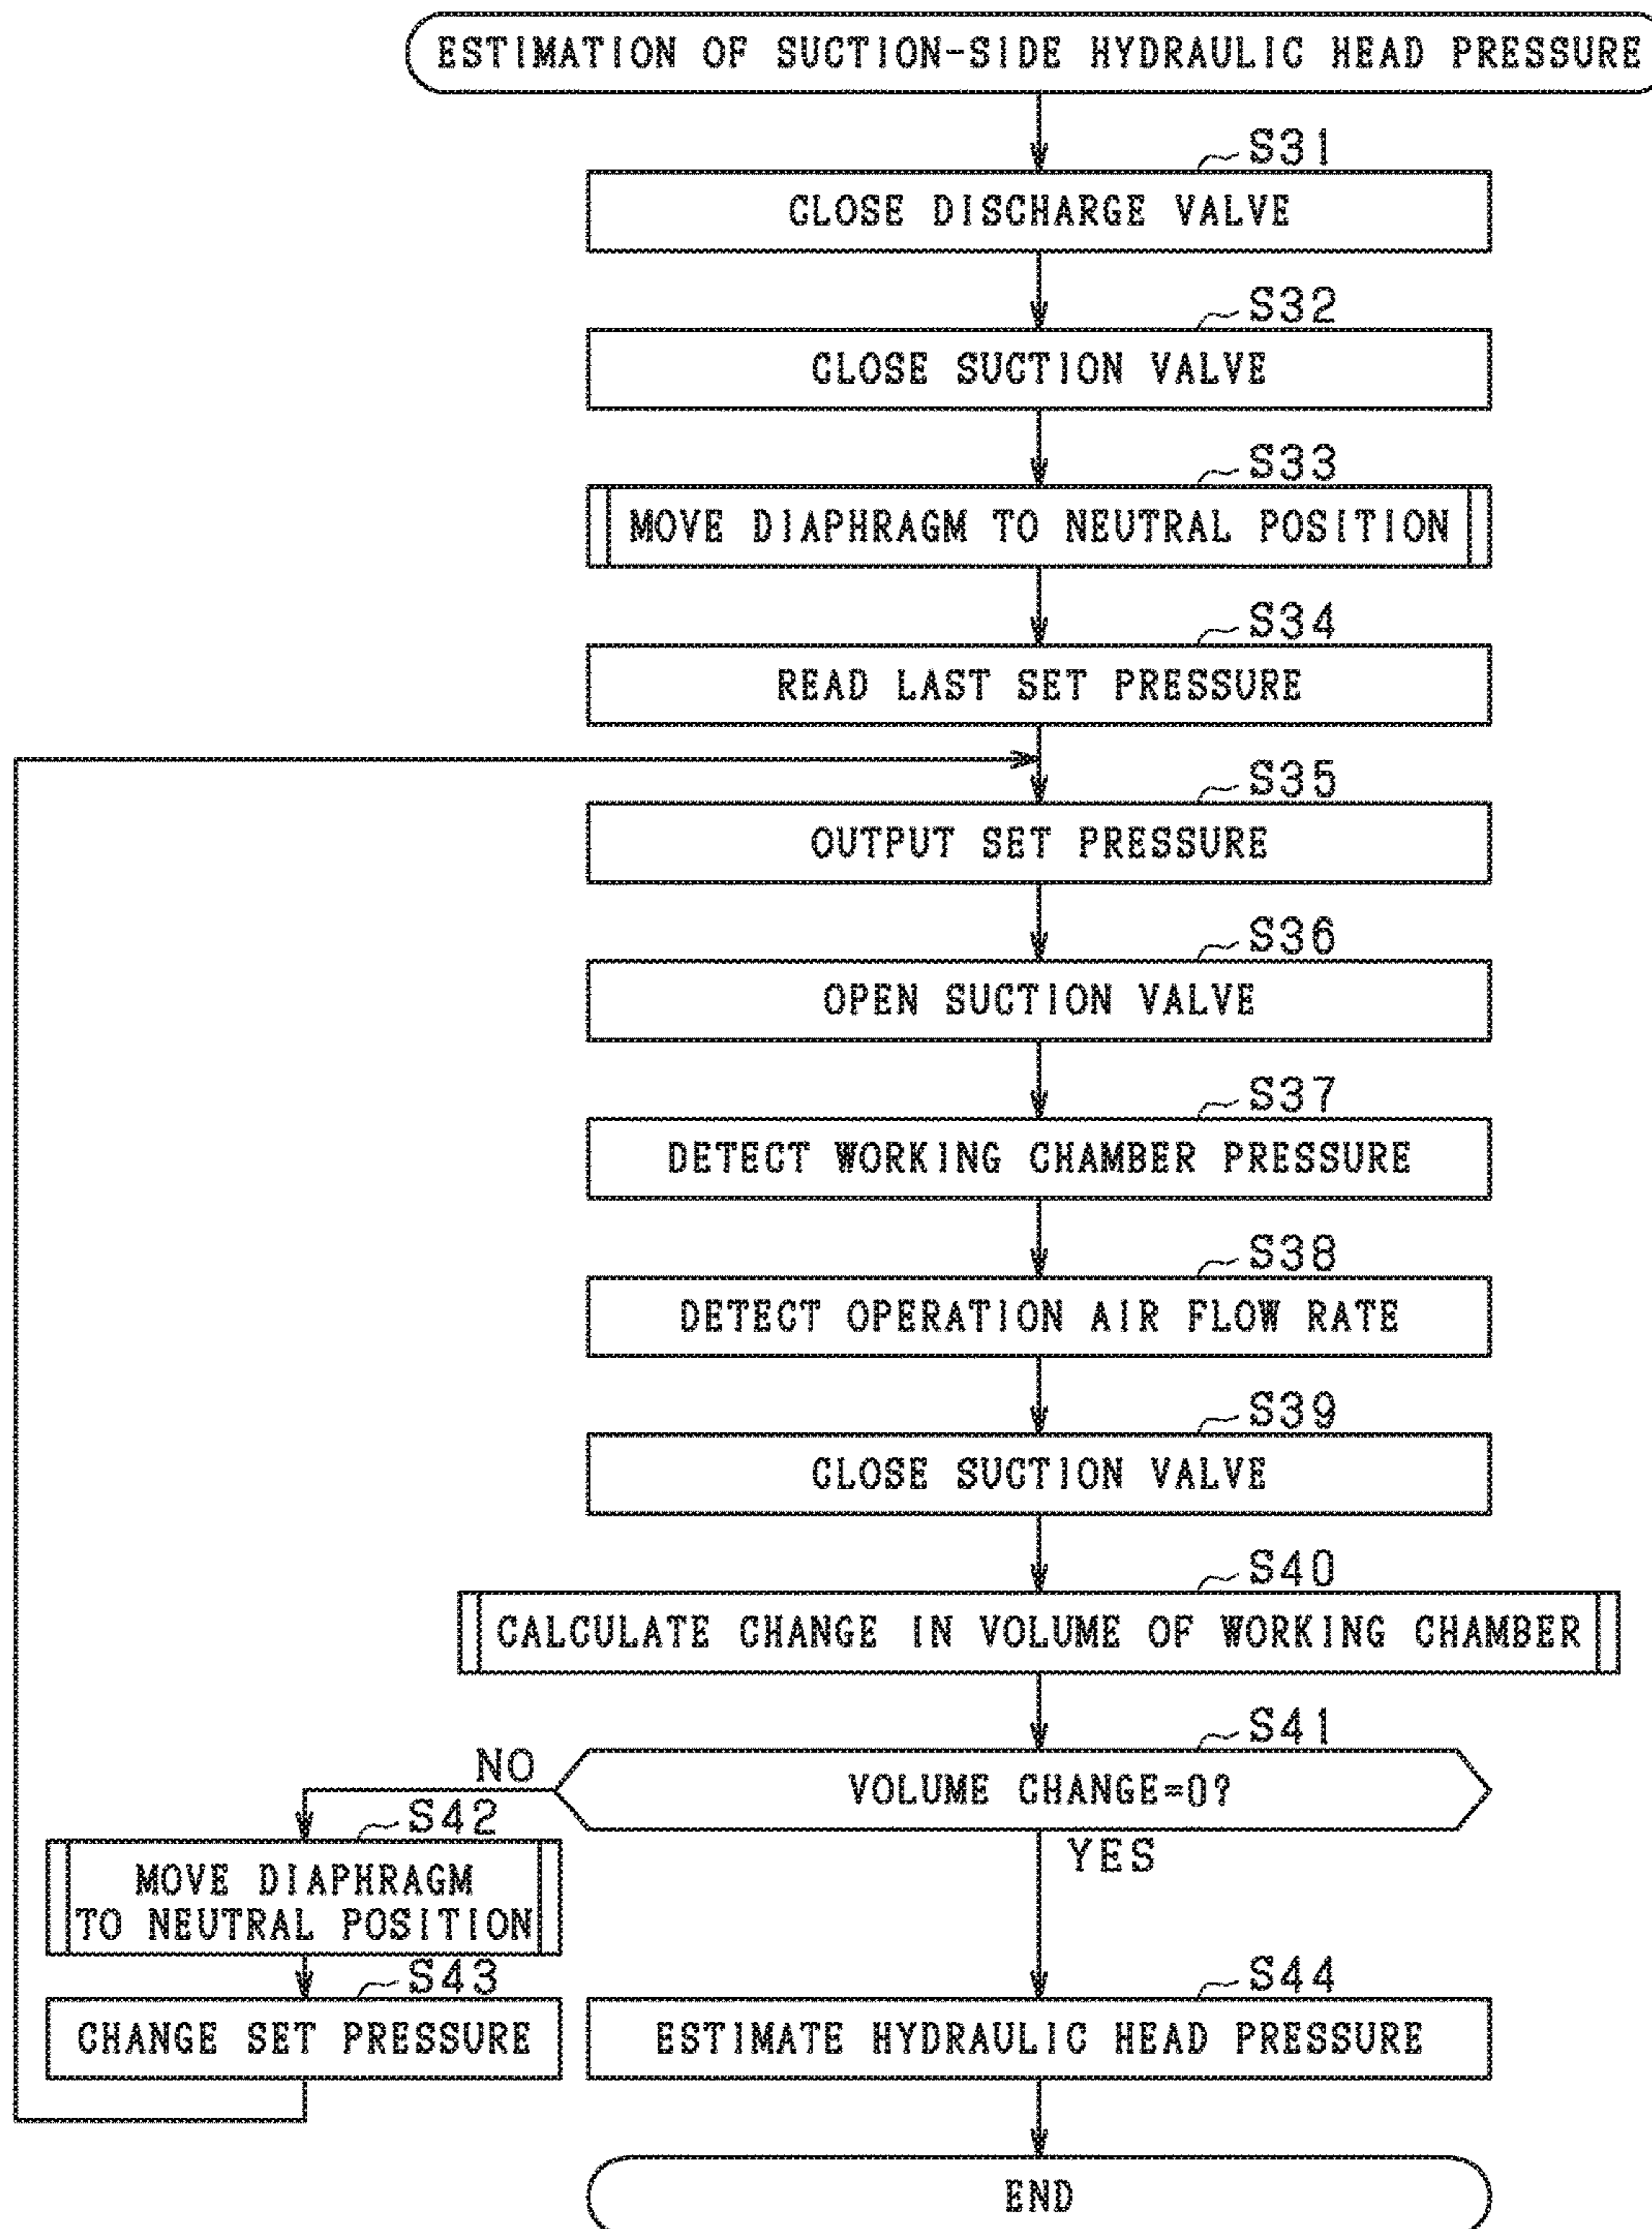 ESTIMATION OF SUCTION-SIDE HYDRAULIC HEAD PRESSURE
S31
CLOSE DISCHARGE VALVE
S32
CLOSE SUCTION VALVE
S33
MOVE DIAPHRAGM TO NEUTRAL POSITION
S34
READ LAST SET PRESSURE
S35
OUTPUT SET PRESSURE
S36
OPEN SUCTION VALVE
S37
DETECT WORKING CHAMBER PRESSURE
S38
DETECT OPERATION AIR FLOW RATE
S39
CLOSE SUCTION VALVE
S40
CALCULATE CHANGE IN VOLUME OF WORKING CHAMBER
S41
VOLUME CHANGE=0?
NO
YES
S42
MOVE DIAPHRAGM
TO NEUTRAL POSITION
S43
CHANGE SET PRESSURE
S44
ESTIMATE HYDRAULIC HEAD PRESSURE
END